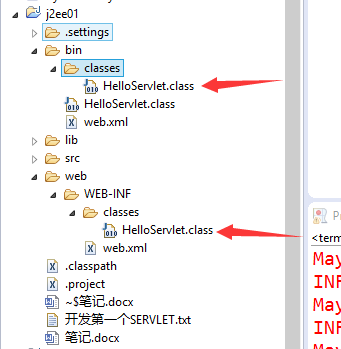 j2ee01
.settings
bin
classes
HelloServlet.class
HelloServlet.class
web.xml
lib
src
web
WEB-INF
classes
HelloServlet.class
web.xml
.classpath
.project
~$笔记.docx
开发第一个SERVLET.txt
笔记.docx
<term
May
INF
May
INF